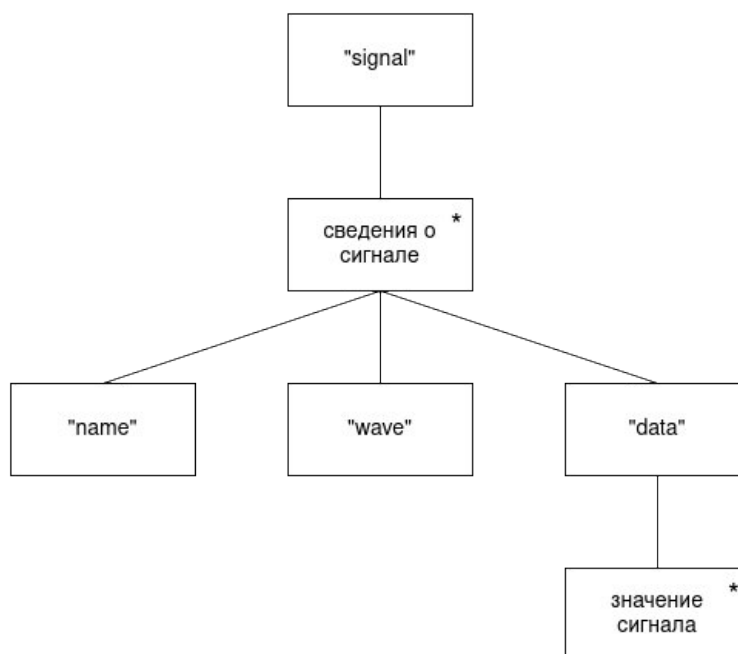 "signal"
сведения о *
сигнале
"name" "wave" "data"
значение *
сигнала